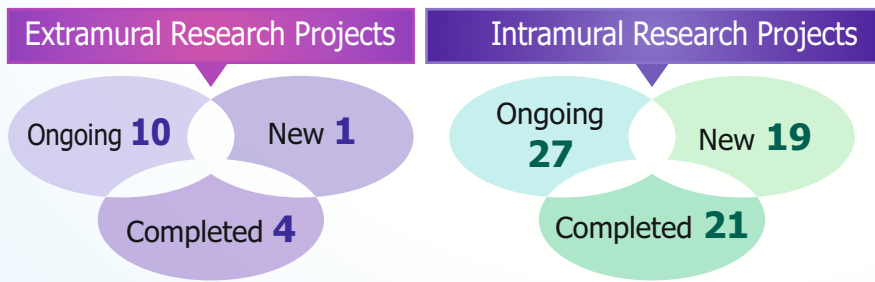 Extramural Research Projects
Ongoing 10
New 1
Completed 4
Intramural Research Projects
Ongoing
27
New 19
Completed 21